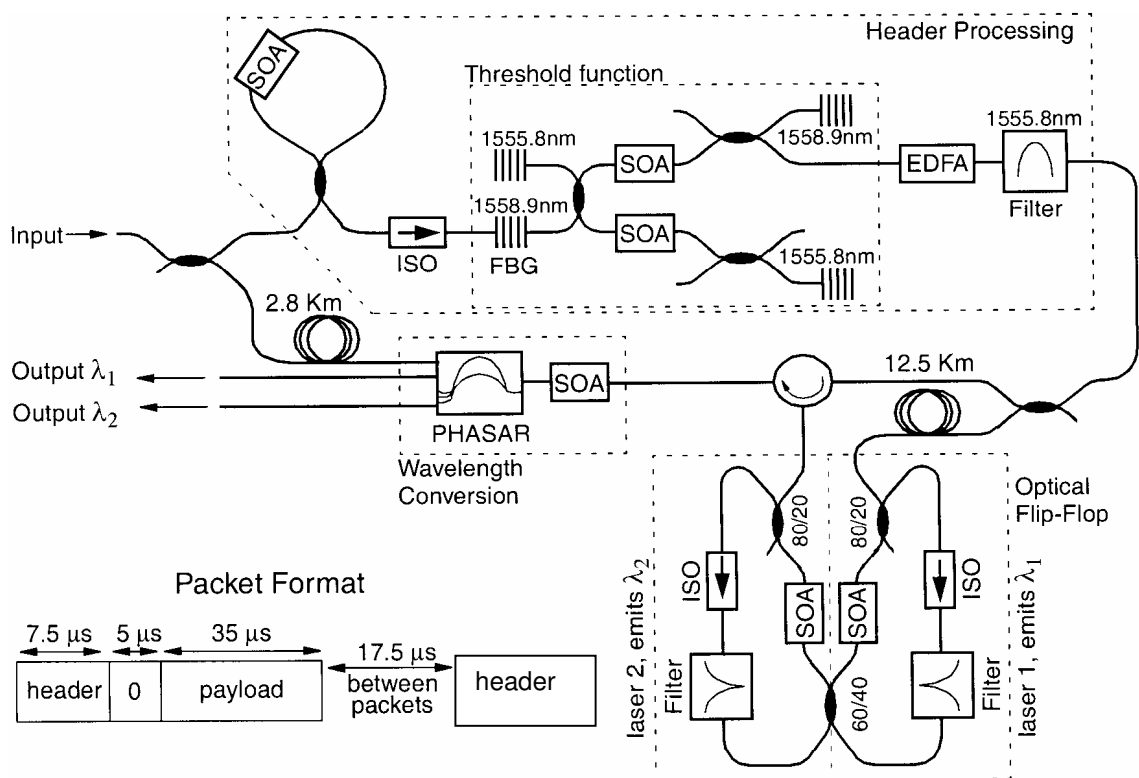 Header Processing
SOA
Threshold function
1555.8nm
1558.9nm
SOA
SOA
1558.9nm
1555.8nm
EDFA
1555.8nm
Filter
Input
ISO
FBG
2.8 Km
Output λ1
Output λ2
PHASAR
SOA
Wavelength
Conversion
12.5 Km
Optical
Flip-Flop
80/20
80/20
ISO
ISO
SOA
SOA
Filter
Filter
60/40
laser 2, emits λ2
laser 1, emits λ1
Packet Format
7.5 μs
5 μs
35 μs
17.5 μs
header
0
payload
between
packets
header